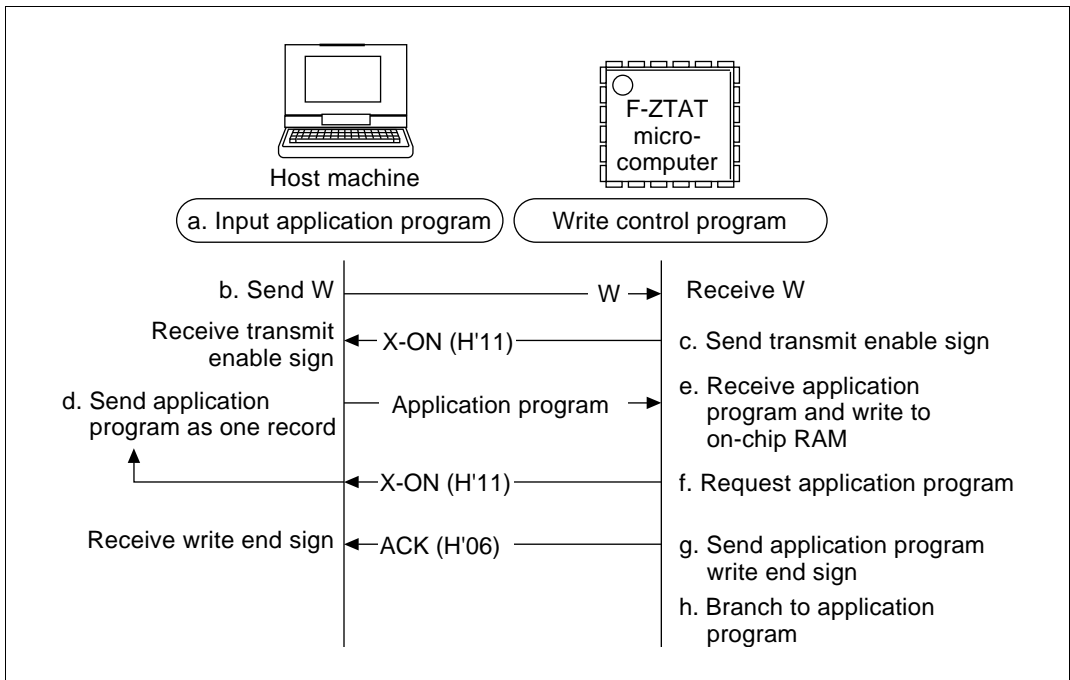 F-ZTAT
micro-
computer
Host machine
a. Input application program
Write control program
b. Send W
W
Receive W
Receive transmit
enable sign
X-ON (H'11)
c. Send transmit enable sign
d. Send application
program as one record
Application program
e. Receive application
program and write to
on-chip RAM
X-ON (H'11)
f. Request application program
Receive write end sign
ACK (H'06)
g. Send application program
write end sign
h. Branch to application
program